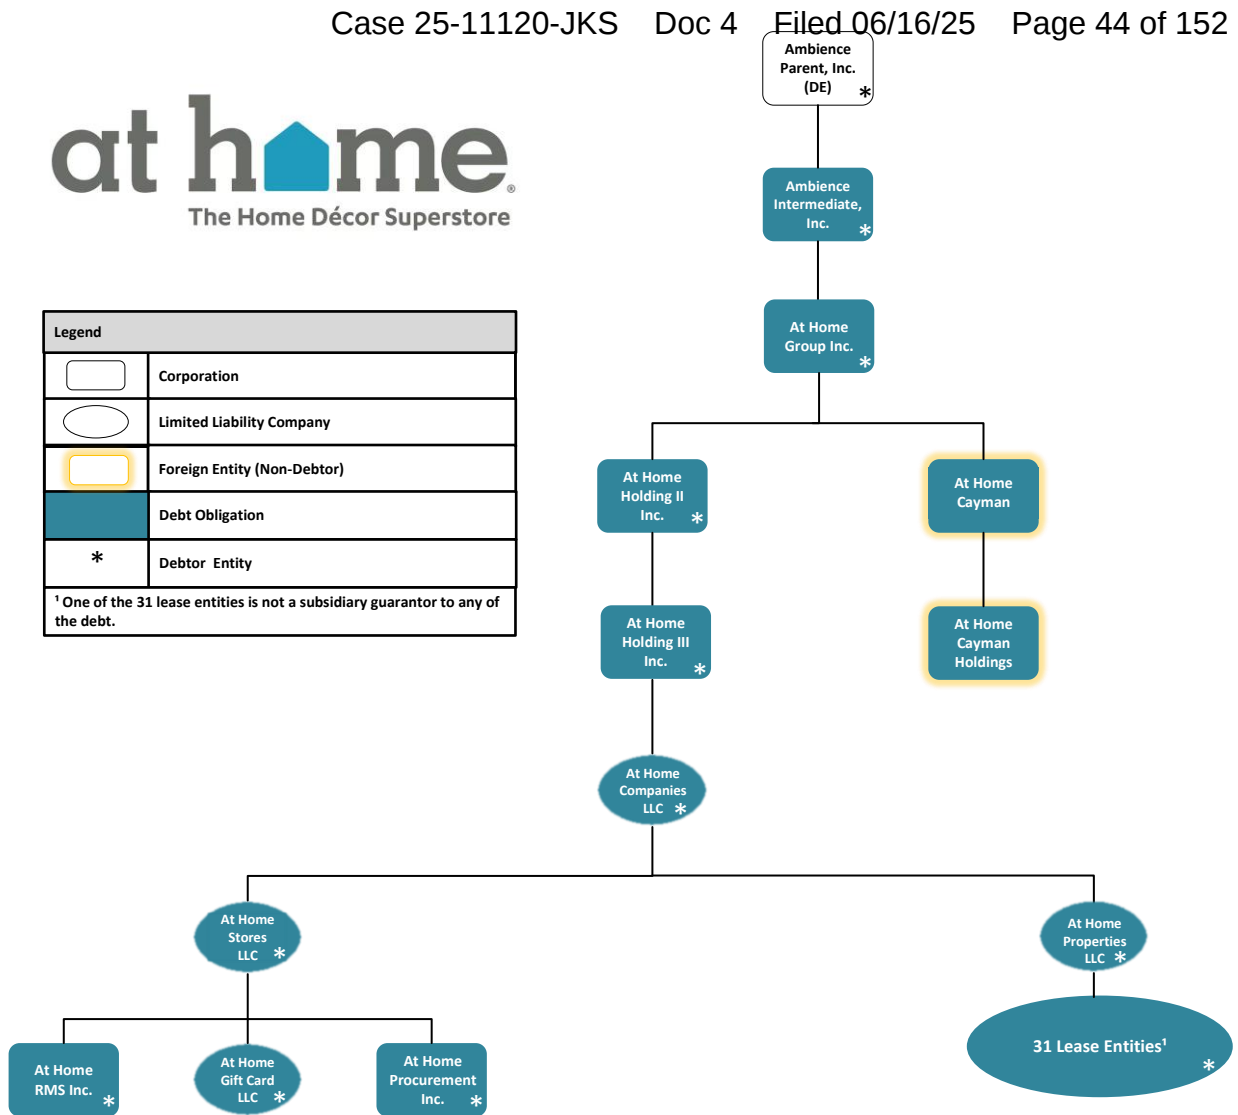 Case 25-11120-JKS Doc 4 Filed 06/16/25 Page 44 of 152
at home®
The Home Décor Superstore
Ambience
Parent, Inc.
(DE) *
Ambience
Intermediate,
Inc. *
At Home
Group Inc. *
Legend
Corporation
Limited Liability Company
Foreign Entity (Non-Debtor)
Debt Obligation
* Debtor Entity
¹ One of the 31 lease entities is not a subsidiary guarantor to any of
the debt.
At Home
Holding II
Inc. *
At Home
Cayman
At Home
Holding III
Inc. *
At Home
Cayman
Holdings
At Home
Companies
LLC *
At Home
Stores
LLC *
At Home
Properties
LLC *
At Home
RMS Inc. *
At Home
Gift Card
LLC *
At Home
Procurement
Inc. *
31 Lease Entities¹
*